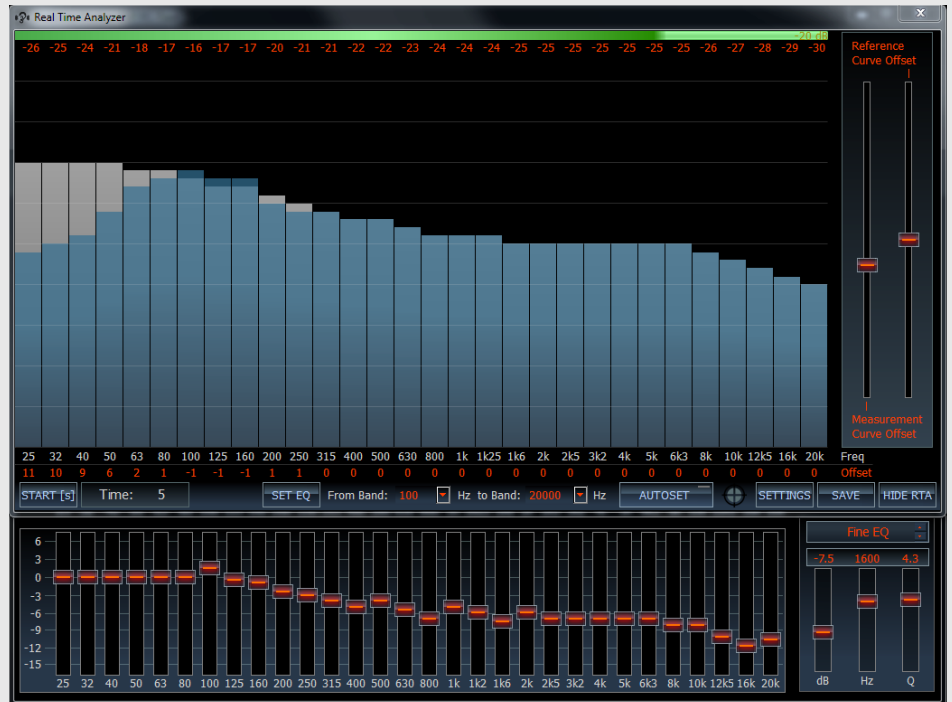 Real Time Analyzer
x
-20 dB
-26 -25 -24 -21 -18 -17 -16 -17 -17 -20 -21 -21 -22 -22 -23 -24 -24 -24 -25 -25 -25 -25 -25 -25 -25 -26 -27 -28 -29 -30
Reference
Curve Offset
Measurement
Curve Offset
25 32 40 50 63 80 100 125 160 200 250 315 400 500 630 800 1k 1k25 1k6 2k 2k5 3k2 4k 5k 6k3 8k 10k 12k5 16k 20k Freq
11 10 9 6 2 1 -1 -1 -1 1 1 0 0 0 0 0 0 0 0 0 0 0 0 0 0 0 0 0 0 0 Offset
START [s] Time: 5 SET EQ From Band: 100 Hz to Band: 20000 Hz AUTOSET SETTINGS SAVE HIDE RTA
6
3
0
-3
-6
-9
-12
-15
25 32 40 50 63 80 100 125 160 200 250 315 400 500 630 800 1k 1k2 1k6 2k 2k5 3k2 4k 5k 6k3 8k 10k 12k5 16k 20k
Fine EQ
-7.5 1600 4.3
dB Hz Q